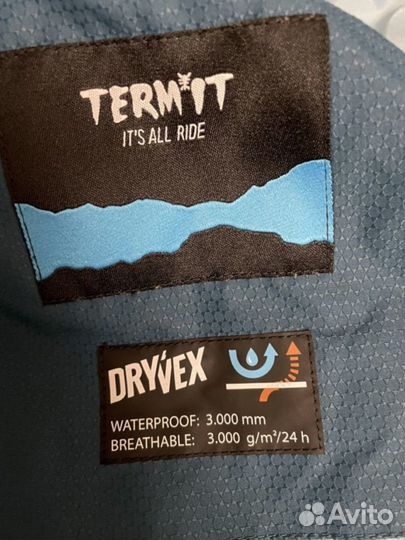 TERMIT
IT'S ALL RIDE
DRYVEX
WATERPROOF: 3.000 mm
BREATHABLE: 3.000 g/m²/24 h
Avito